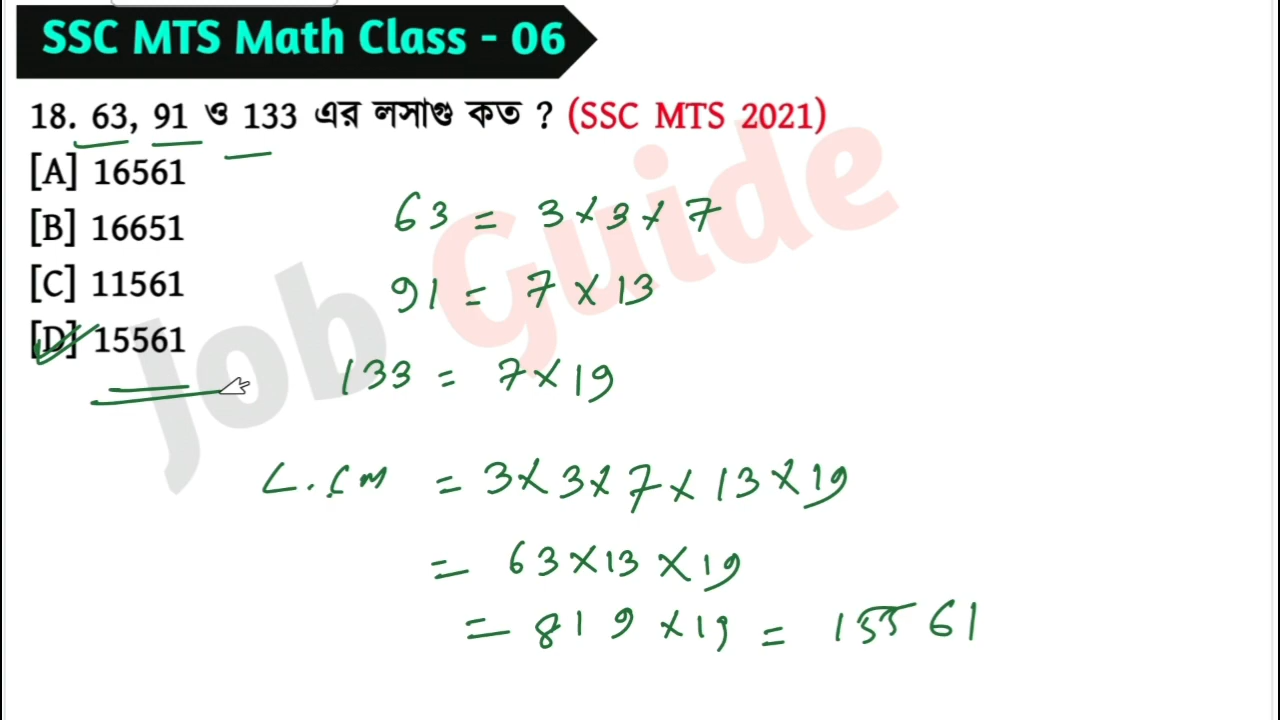 SSC MTS Math Class - 06
18. 63, 91 ও 133 এর লসাগু কত ? (SSC MTS 2021)
[A] 16561
[B] 16651
[C] 11561
[D] 15561
63 = 3 × 3 × 7
91 = 7 × 13
133 = 7 × 19
L.CM = 3 × 3 × 7 × 13 × 19
= 63 × 13 × 19
= 819 × 19 = 15561
Job Guide